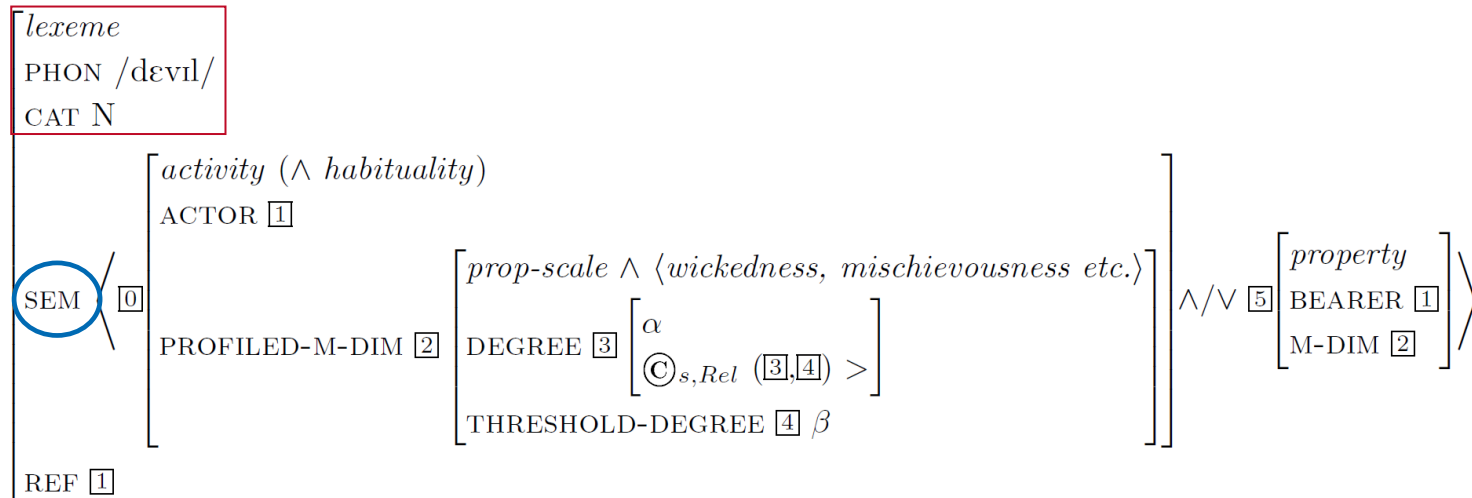 lexeme
PHON /dɛvɪl/
CAT N
SEM ⟨ 0
activity (∧ habituality)
ACTOR 1
PROFILED-M-DIM 2
prop-scale ∧ ⟨wickedness, mischievousness etc.⟩
DEGREE 3
α
Ⓒs,Rel (3,4) >
THRESHOLD-DEGREE 4 β
∧/∨ 5
property
BEARER 1
M-DIM 2
⟩
REF 1